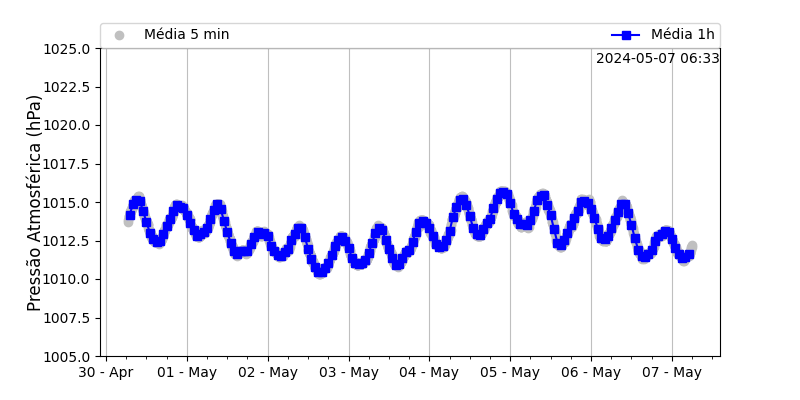 Média 5 min
Média 1h
2024-05-07 06:33
Pressão Atmosférica (hPa)
1025.0
1022.5
1020.0
1017.5
1015.0
1012.5
1010.0
1007.5
1005.0
30 - Apr
01 - May
02 - May
03 - May
04 - May
05 - May
06 - May
07 - May